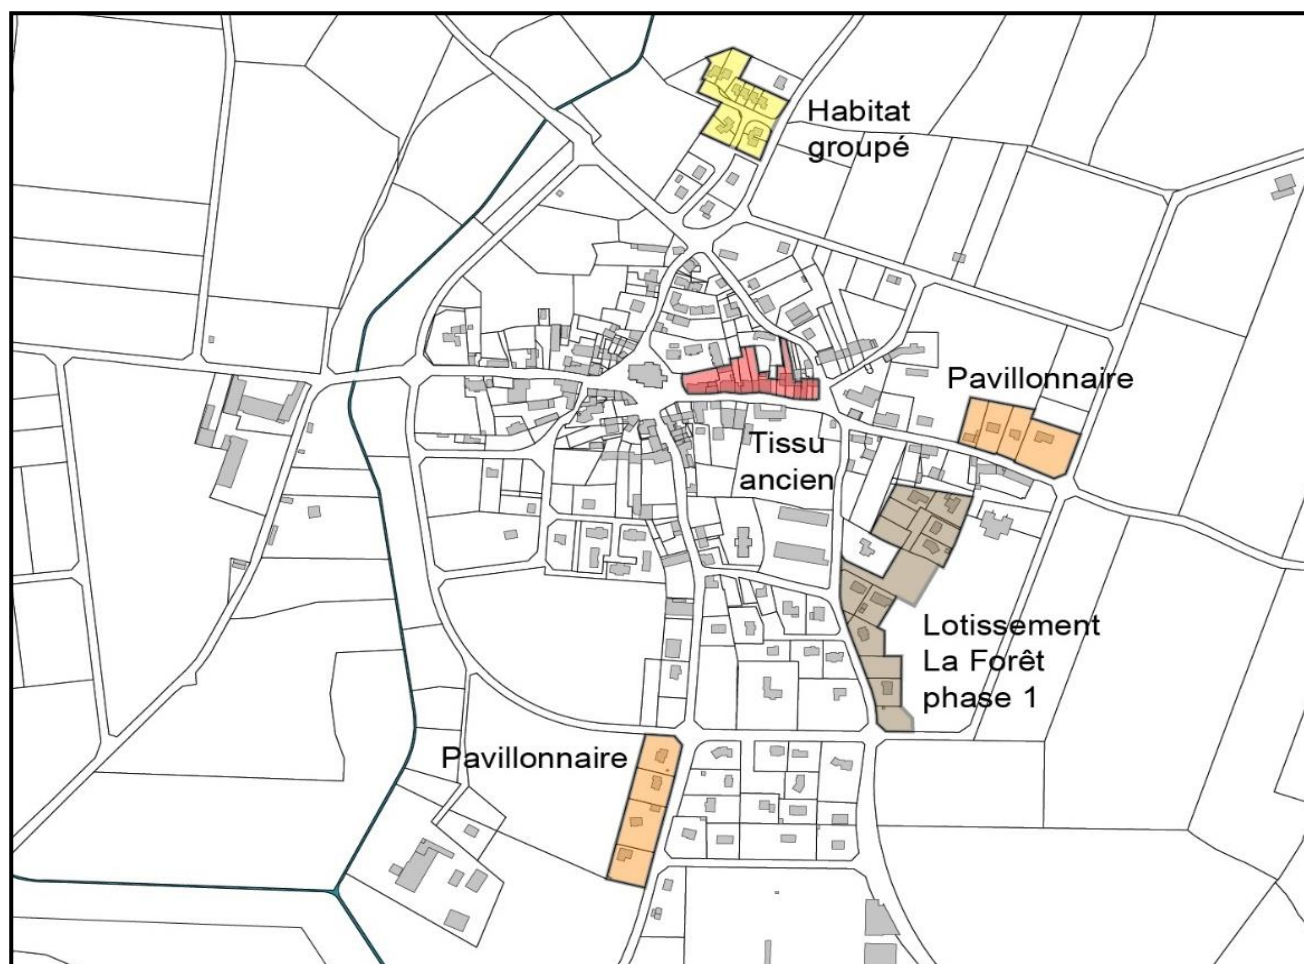 Habitat
groupé
Pavillonnaire
Tissu
ancien
Lotissement
La Forêt
phase 1
Pavillonnaire